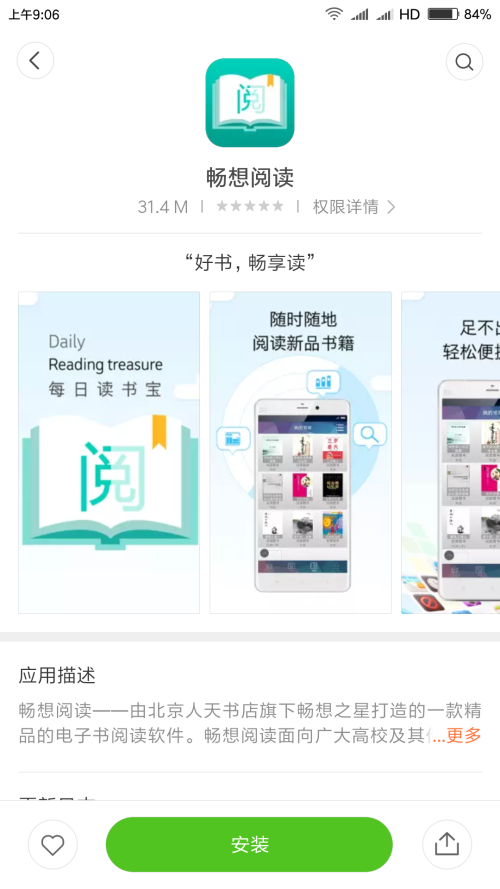 上午9:06
HD
84%
阅
畅想阅读
31.4 M
权限详情
“好书，畅享读”
Daily
Reading treasure
每日读书宝
阅
随时随地
阅读新品书籍
足不出
轻松便捷
应用描述
畅想阅读——由北京人天书店旗下畅想之星打造的一款精
品的电子书阅读软件。畅想阅读面向广大高校及其
...更多
安装